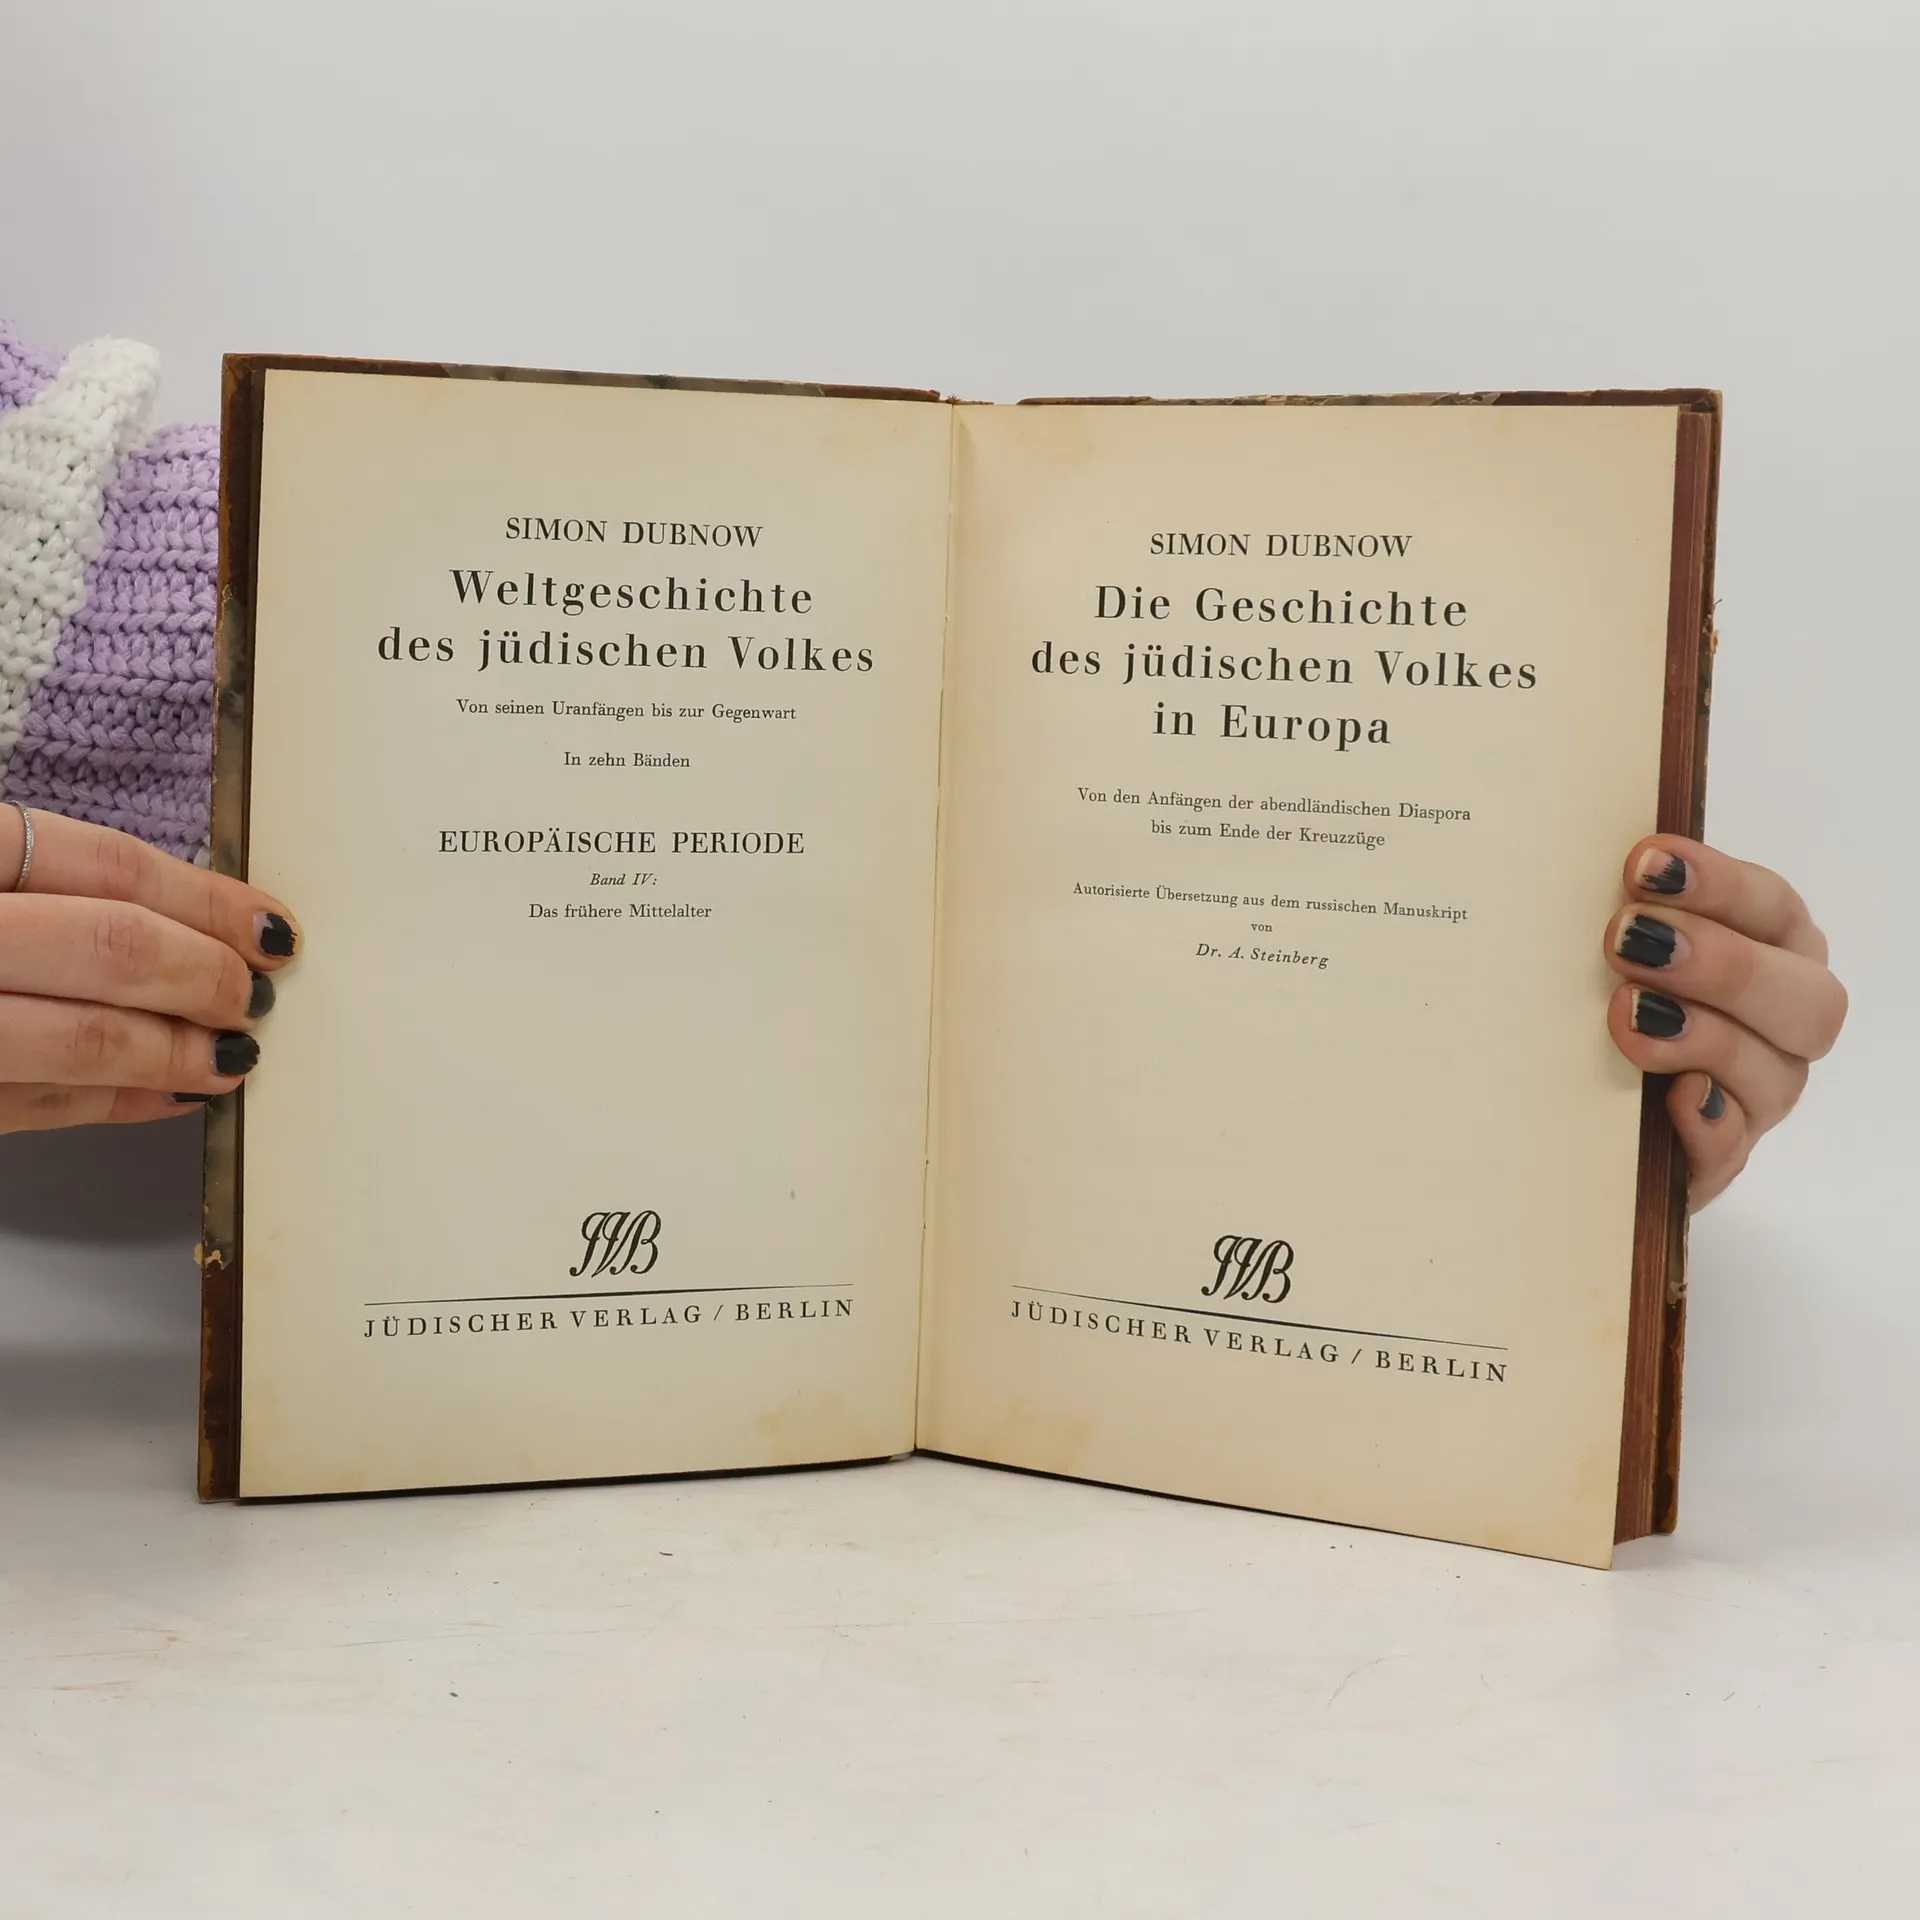 SIMON DUBNOW
Weltgeschichte
des jüdischen Volkes
Von seinen Uranfängen bis zur Gegenwart
In zehn Bänden
EUROPÄISCHE PERIODE
Band IV:
Das frühere Mittelalter
JVB
JÜDISCHER VERLAG / BERLIN
SIMON DUBNOW
Die Geschichte
des jüdischen Volkes
in Europa
Von den Anfängen der abendländischen Diaspora
bis zum Ende der Kreuzzüge
Autorisierte Übersetzung aus dem russischen Manuskript
von
Dr. A. Steinberg
JVB
JÜDISCHER VERLAG / BERLIN